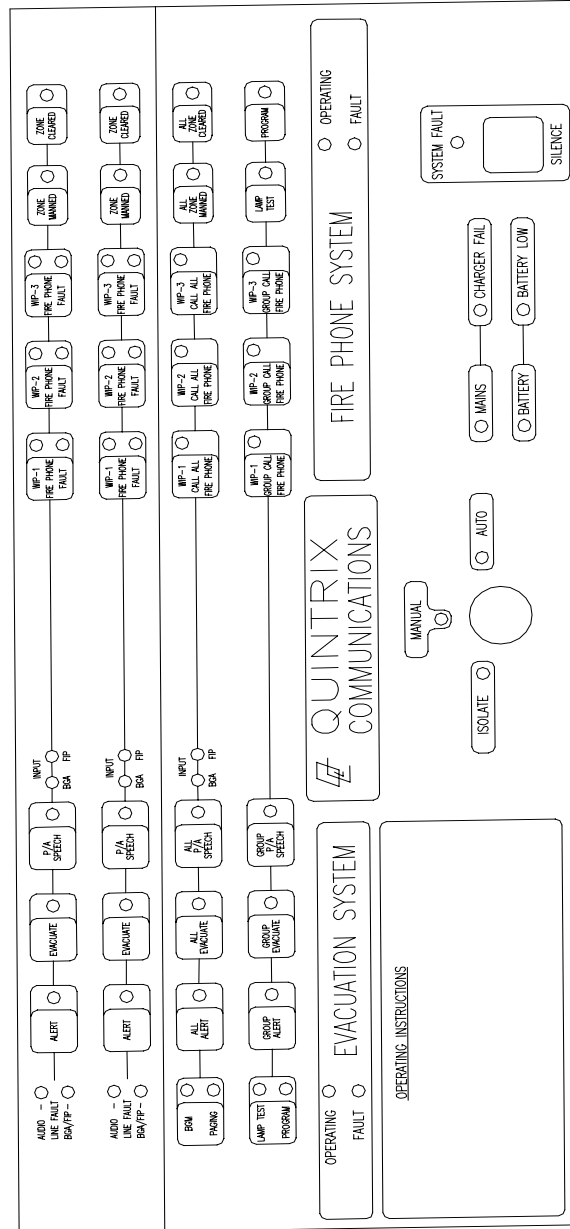 AUDIO –
LINE FAULT
BGA/FIP –
ALERT
EVACUATE
P/A
SPEECH
INPUT
BGA FIP
WIP-1
FIRE PHONE
FAULT
WIP-2
FIRE PHONE
FAULT
WIP-3
FIRE PHONE
FAULT
ZONE
MANNED
ZONE
CLEARED
AUDIO –
LINE FAULT
BGA/FIP –
ALERT
EVACUATE
P/A
SPEECH
INPUT
BGA FIP
WIP-1
FIRE PHONE
FAULT
WIP-2
FIRE PHONE
FAULT
WIP-3
FIRE PHONE
FAULT
ZONE
MANNED
ZONE
CLEARED
BGM
PAGING
ALL
ALERT
ALL
EVACUATE
ALL
P/A
SPEECH
INPUT
BGA FIP
WIP-1
CALL ALL
FIRE PHONE
WIP-2
CALL ALL
FIRE PHONE
WIP-3
CALL ALL
FIRE PHONE
ALL
ZONE
MANNED
ALL
ZONE
CLEARED
LAMP TEST
PROGRAM
GROUP
ALERT
GROUP
EVACUATE
GROUP
P/A
SPEECH
WIP-1
GROUP CALL
FIRE PHONE
WIP-2
GROUP CALL
FIRE PHONE
WIP-3
GROUP CALL
FIRE PHONE
LAMP
TEST
PROGRAM
OPERATING
FAULT
EVACUATION SYSTEM
QUINTRIX
COMMUNICATIONS
FIRE PHONE SYSTEM
OPERATING
FAULT
OPERATING INSTRUCTIONS
MANUAL
ISOLATE
AUTO
MAINS
CHARGER FAIL
BATTERY
BATTERY LOW
SYSTEM FAULT
SILENCE